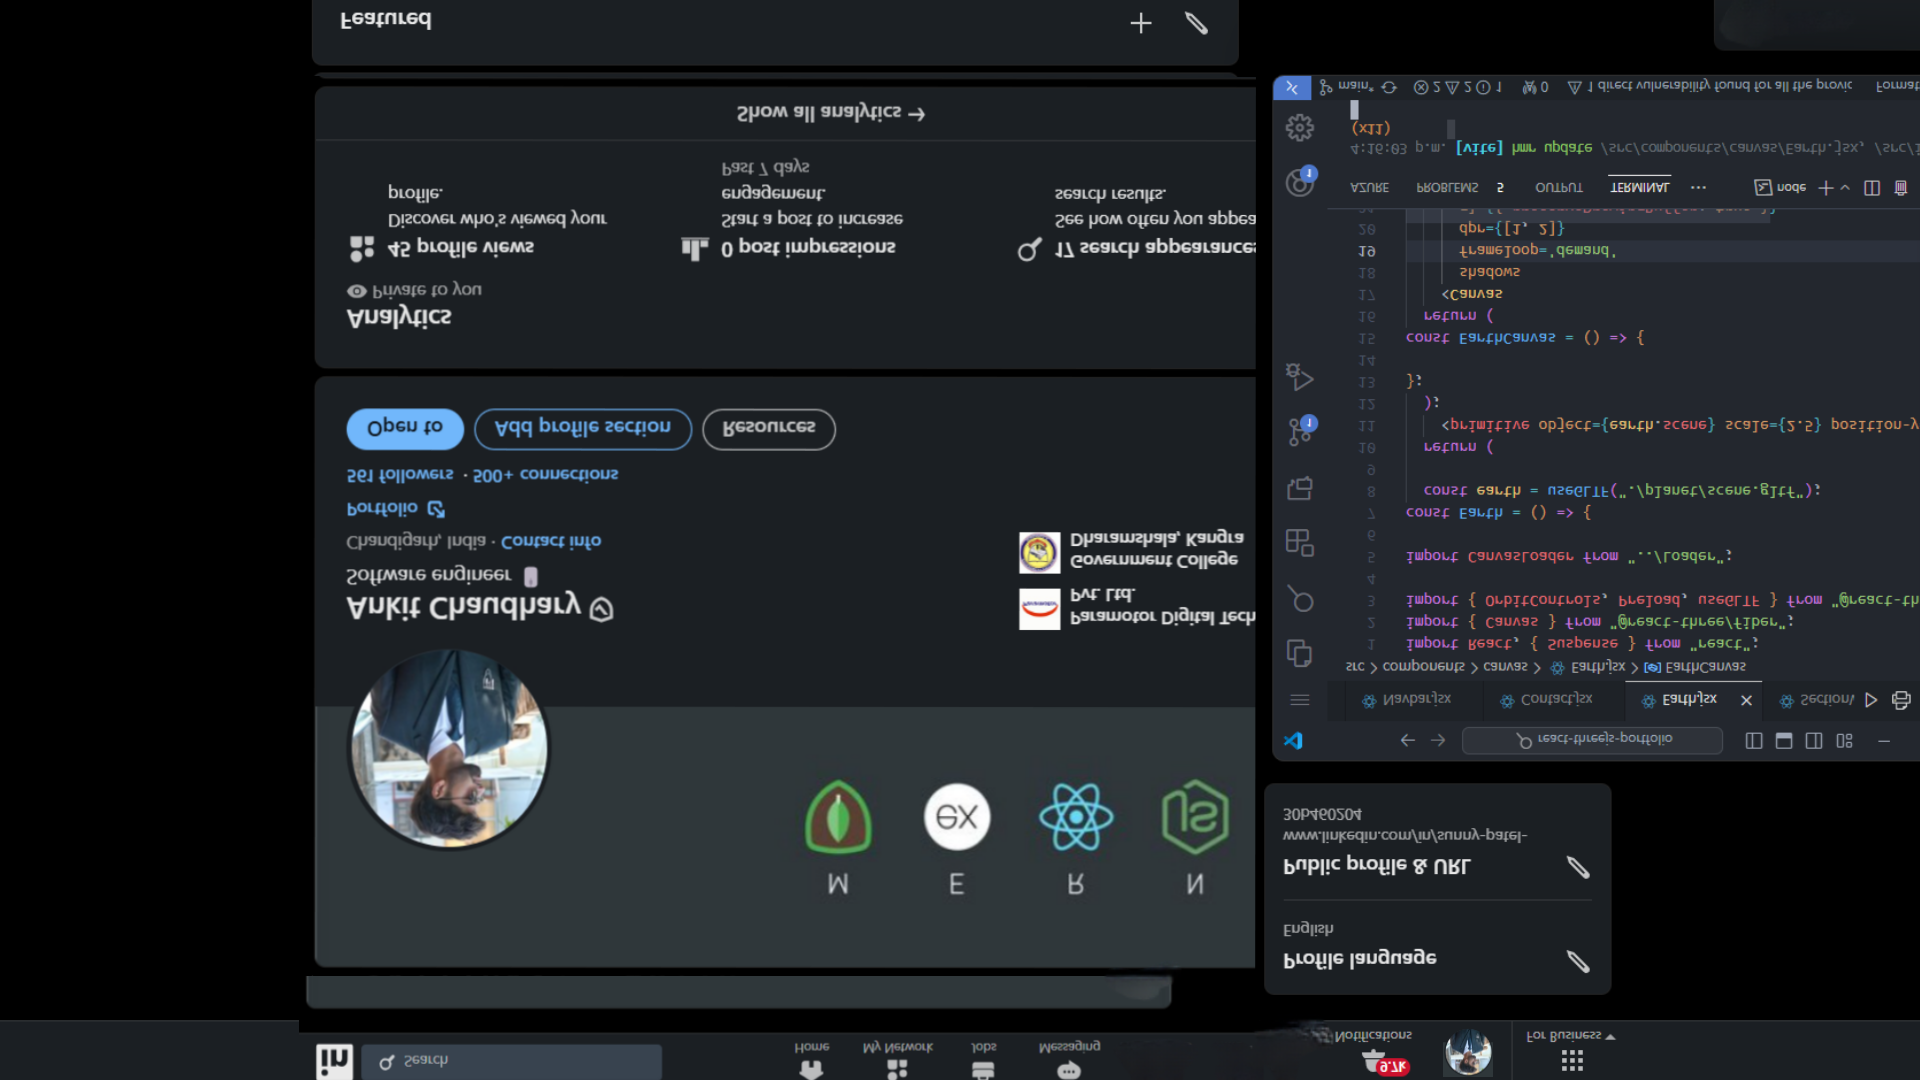 Search
Home
My Network
Jobs
Messaging
Notifications
9.7k
For Business
M
E
R
N
ex
JS
Ankit Chaudhary
Software engineer
Chandigarh, India · Contact info
Portfolio
561 followers · 500+ connections
Open to
Add profile section
Resources
Paramotor Digital Tech
Pvt. Ltd.
Government College
Dharamshala, Kangra
Analytics
Private to you
45 profile views
Discover who's viewed your
profile.
0 post impressions
Start a post to increase
engagement.
Past 7 days
17 search appearances
See how often you appea
search results.
Show all analytics →
Featured
Profile language
English
Public profile & URL
www.linkedin.com/in/sunny-patel-
30b460204
react-threejs-portfolio
Navbar.jsx
Contact.jsx
Earth.jsx
Section
src > components > canvas > Earth.jsx > EarthCanvas
1 import React, { Suspense } from "react";
2 import { Canvas } from "@react-three/fiber";
3 import { OrbitControls, Preload, useGLTF } from "@react-th
4
5 import CanvasLoader from "../Loader";
6
7 const Earth = () => {
8 const earth = useGLTF("./planet/scene.gltf");
9
10 return (
11 <primitive object={earth.scene} scale={2.5} position-y
12 );
13 };
14
15 const EarthCanvas = () => {
16 return (
17 <Canvas
18 shadows
19 frameloop='demand'
20 dpr={[1, 2]}
AZURE
PROBLEMS 5
OUTPUT
TERMINAL
node
4:16:03 p.m. [vite] hmr update /src/components/canvas/Earth.jsx, /src/i
(x11)
main* 2 2 1 0 1 direct vulnerability found for all the provic
Format